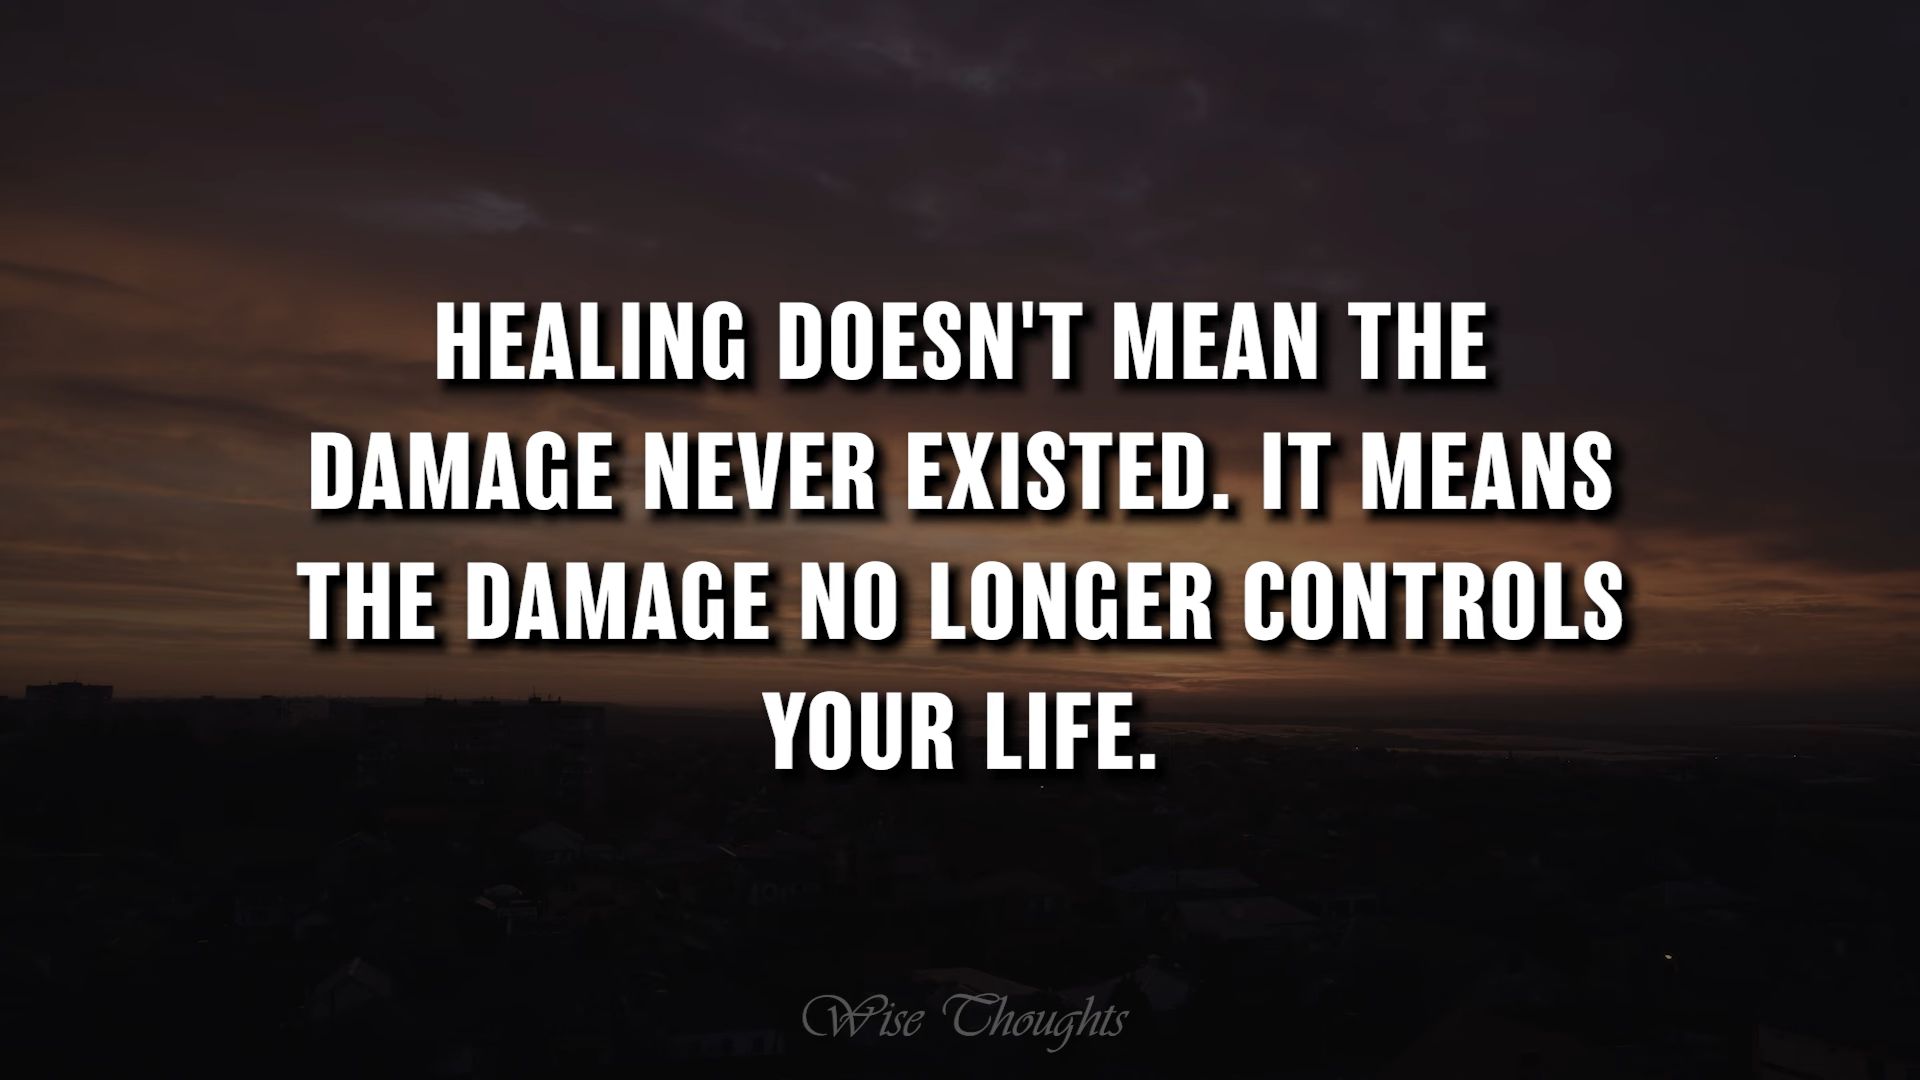 HEALING DOESN'T MEAN THE
DAMAGE NEVER EXISTED. IT MEANS
THE DAMAGE NO LONGER CONTROLS
YOUR LIFE.
Wise Thoughts